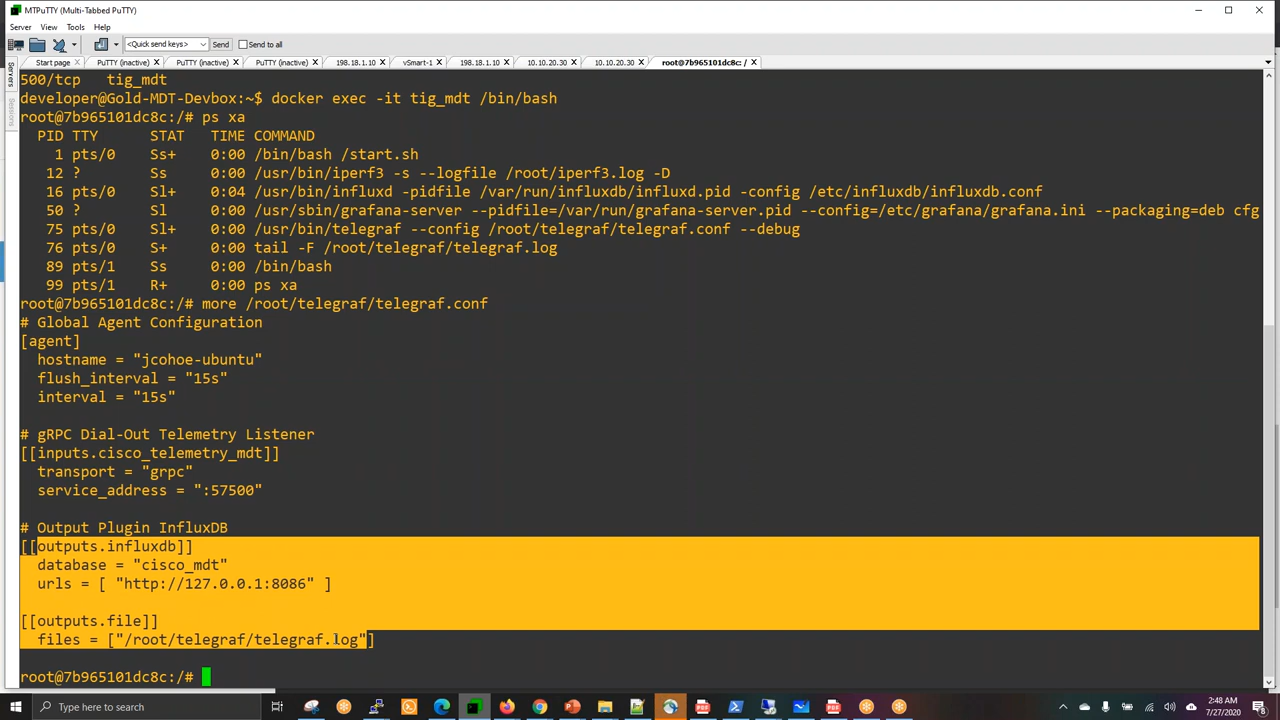 MTPuTTY (Multi-Tabbed PuTTY)
Server View Tools Help
<Quick send keys> Send Send to all
Start page PuTTY (inactive) PuTTY (inactive) PuTTY (inactive) 198.18.1.10 vSmart-1 198.18.1.10 10.10.20.30 10.10.20.30 root@7b965101dc8c: /
Servers
Sessions
500/tcp   tig_mdt
developer@Gold-MDT-Devbox:~$ docker exec -it tig_mdt /bin/bash
root@7b965101dc8c:/# ps xa
  PID TTY      STAT   TIME COMMAND
    1 pts/0    Ss+    0:00 /bin/bash /start.sh
   12 ?        Ss     0:00 /usr/bin/iperf3 -s --logfile /root/iperf3.log -D
   16 pts/0    Sl+    0:04 /usr/bin/influxd -pidfile /var/run/influxdb/influxd.pid -config /etc/influxdb/influxdb.conf
   50 ?        Sl     0:00 /usr/sbin/grafana-server --pidfile=/var/run/grafana-server.pid --config=/etc/grafana/grafana.ini --packaging=deb cfg
   75 pts/0    Sl+    0:00 /usr/bin/telegraf --config /root/telegraf/telegraf.conf --debug
   76 pts/0    S+     0:00 tail -F /root/telegraf/telegraf.log
   89 pts/1    Ss     0:00 /bin/bash
   99 pts/1    R+     0:00 ps xa
root@7b965101dc8c:/# more /root/telegraf/telegraf.conf
# Global Agent Configuration
[agent]
  hostname = "jcohoe-ubuntu"
  flush_interval = "15s"
  interval = "15s"
# gRPC Dial-Out Telemetry Listener
[[inputs.cisco_telemetry_mdt]]
  transport = "grpc"
  service_address = ":57500"
# Output Plugin InfluxDB
[[outputs.influxdb]]
  database = "cisco_mdt"
  urls = [ "http://127.0.0.1:8086" ]
[[outputs.file]]
  files = ["/root/telegraf/telegraf.log"]
root@7b965101dc8c:/#
Type here to search
2:48 AM
7/27/2020